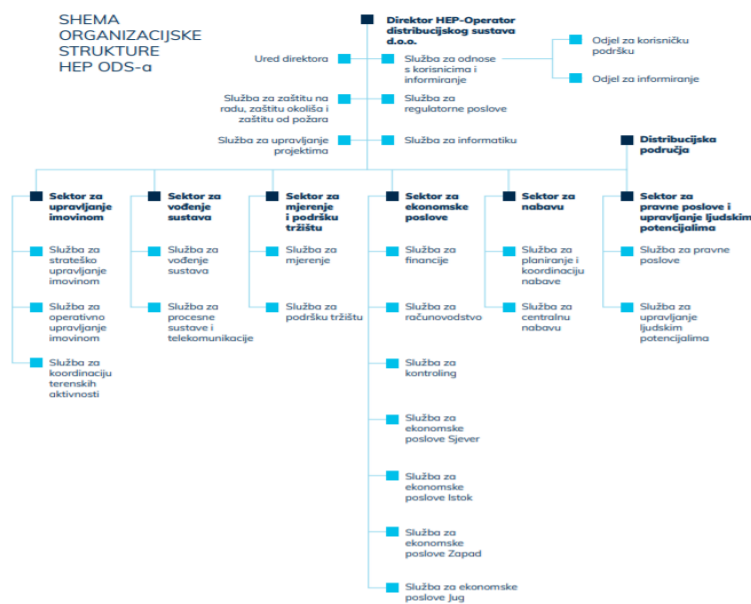 SHEMA
ORGANIZACIJSKE
STRUKTURE
HEP ODS-a
Direktor HEP-Operator
distribucijskog sustava
d.o.o.
Ured direktora
Služba za odnose
s korisnicima i
informiranje
Odjel za korisničku
podršku
Odjel za informiranje
Služba za zaštitu na
radu, zaštitu okoliša i
zaštitu od požara
Služba za
regulatorne poslove
Služba za upravljanje
projektima
Služba za informatiku
Distribucijska
područja
Sektor za
upravljanje
imovinom
Služba za
strateško
upravljanje
imovinom
Služba za
operativno
upravljanje
imovinom
Služba za
koordinaciju
terenskih
aktivnosti
Sektor za
vođenje
sustava
Služba za
vođenje
sustava
Služba za
procesne
sustave i
telekomunikacije
Sektor za
mjerenje
i podršku
tržištu
Služba za
mjerenje
Služba za
podršku tržištu
Sektor za
ekonomske
poslove
Služba za
financije
Služba za
računovodstvo
Služba za
kontroling
Služba za
ekonomske
poslove Sjever
Služba za
ekonomske
poslove Istok
Služba za
ekonomske
poslove Zapad
Služba za ekonomske
poslove Jug
Sektor za
nabavu
Služba za
planiranje i
koordinaciju
nabave
Služba za
centralnu
nabavu
Sektor za
pravne poslove i
upravljanje ljudskim
potencijalima
Služba za pravne
poslove
Služba za
upravljanje
ljudskim
potencijalima